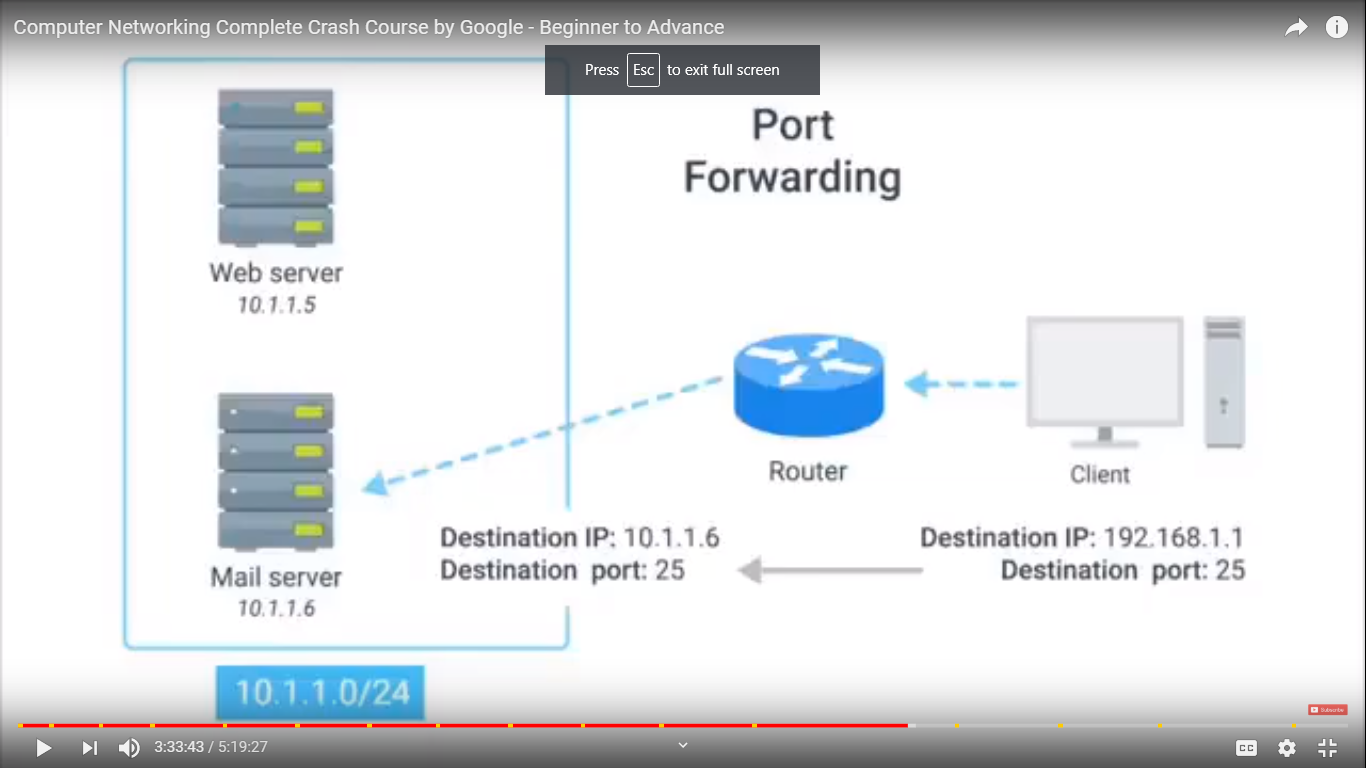 Computer Networking Complete Crash Course by Google - Beginner to Advance
Press Esc to exit full screen
Port
Forwarding
Web server
10.1.1.5
Router
Client
Mail server
10.1.1.6
Destination IP: 10.1.1.6
Destination port: 25
Destination IP: 192.168.1.1
Destination port: 25
10.1.1.0/24
Subscribe
3:33:43 / 5:19:27
CC